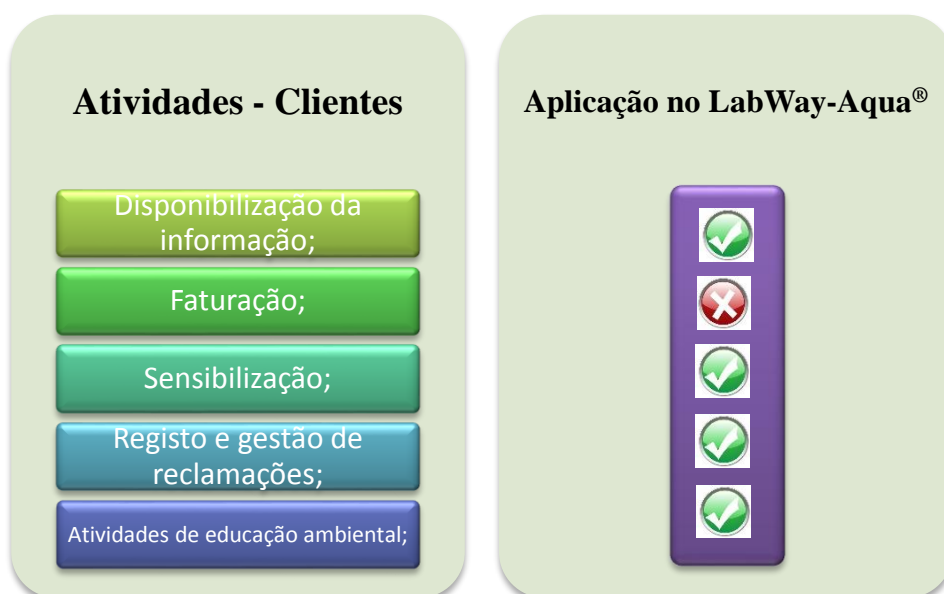 Atividades - Clientes
Disponibilização da
informação;
Faturação;
Sensibilização;
Registo e gestão de
reclamações;
Atividades de educação ambiental;
Aplicação no LabWay-Aqua®